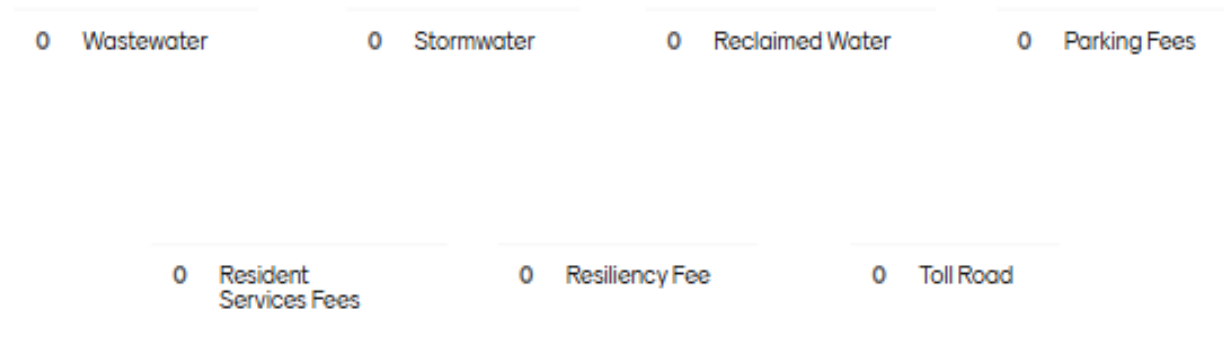 0 Wastewater 0 Stormwater 0 Reclaimed Water 0 Parking Fees
0 Resident 0 Resiliency Fee 0 Toll Road
Services Fees